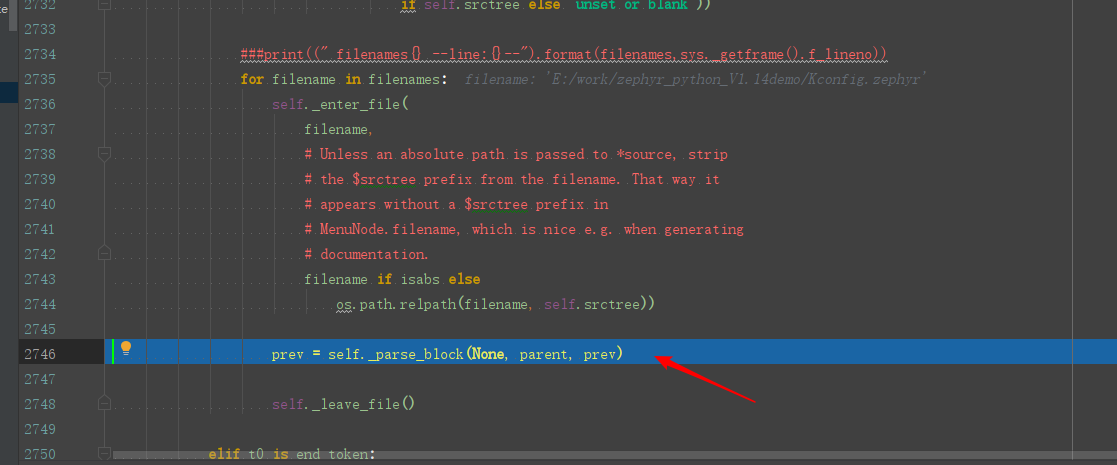 te
2732 if self.srctree else "unset or blank"))
2733
2734 ###print((" filenames{} --line:{}--").format(filenames,sys._getframe().f_lineno))
2735 for filename in filenames: filename: 'E:/work/zephyr_python_V1.14demo/Kconfig.zephyr'
2736 self._enter_file(
2737 filename,
2738 # Unless an absolute path is passed to *source, strip
2739 # the $srctree prefix from the filename. That way it
2740 # appears without a $srctree prefix in
2741 # MenuNode.filename, which is nice e.g. when generating
2742 # documentation.
2743 filename if isabs else
2744 os.path.relpath(filename, self.srctree))
2745
2746 prev = self._parse_block(None, parent, prev)
2747
2748 self._leave_file()
2749
2750 elif t0 is end_token: